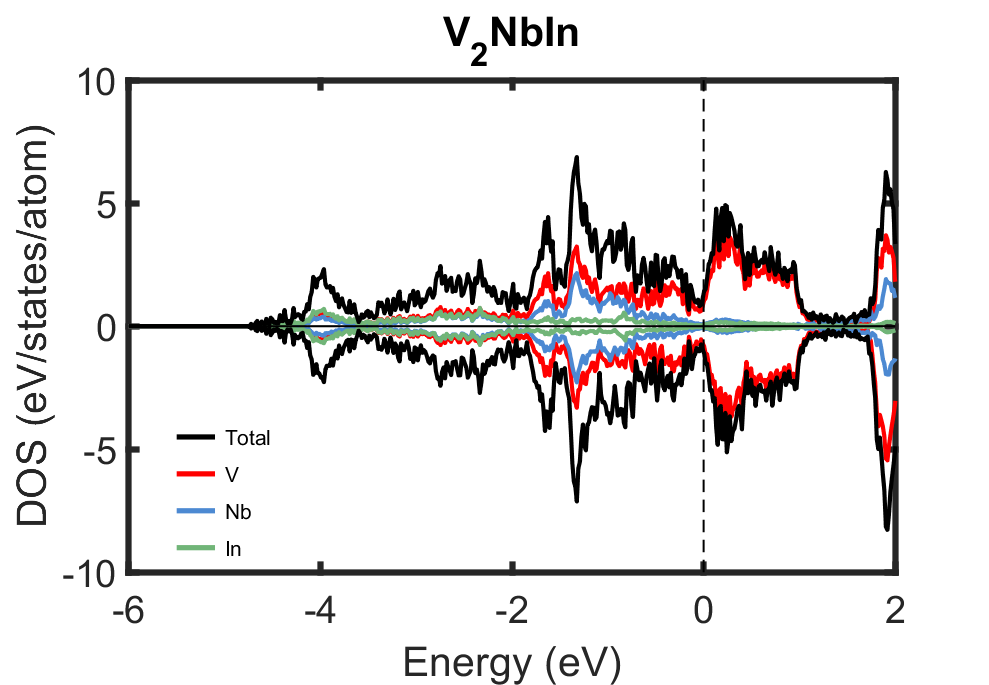 V2NbIn
10
5
0
-5
-10
DOS (eV/states/atom)
Total
V
Nb
In
-6 -4 -2 0 2
Energy (eV)